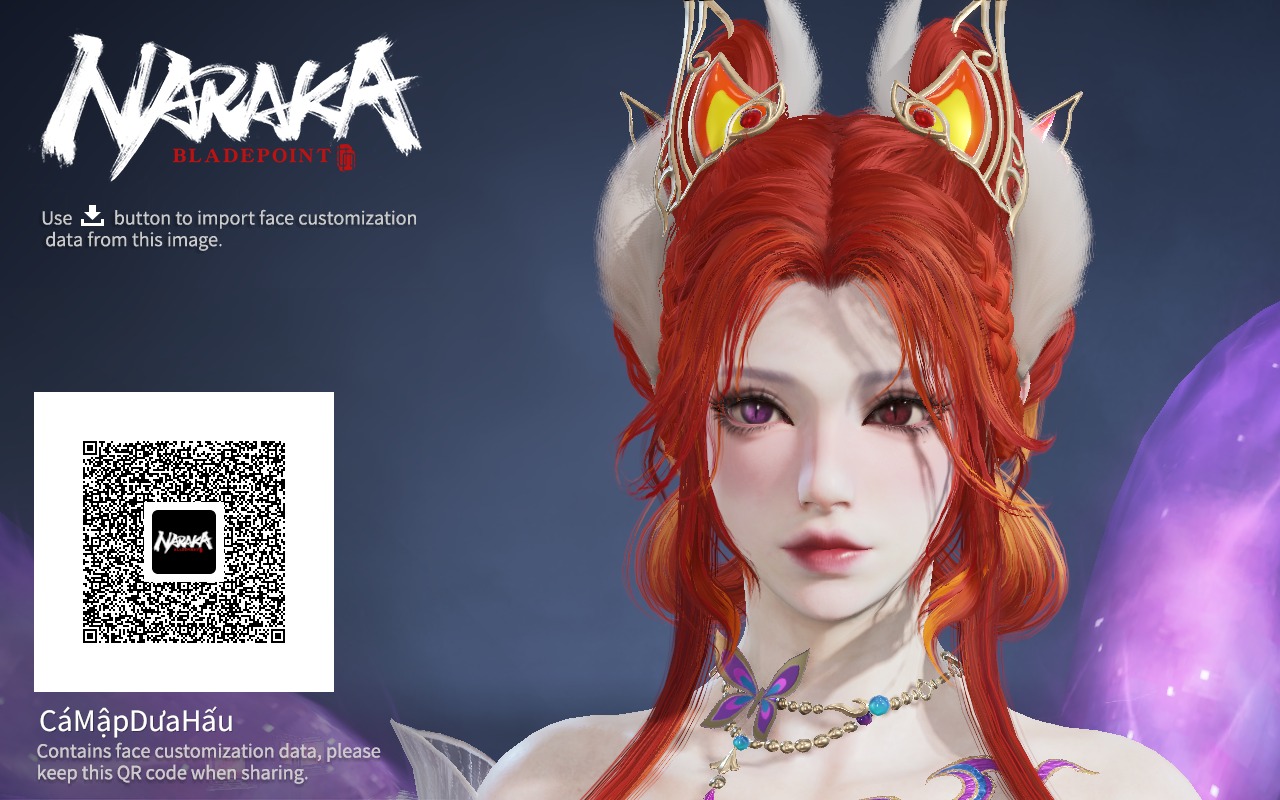 NARAKA
BLADEPOINT
Use button to import face customization
data from this image.
NARAKA
CáMậpDưaHấu
Contains face customization data, please
keep this QR code when sharing.